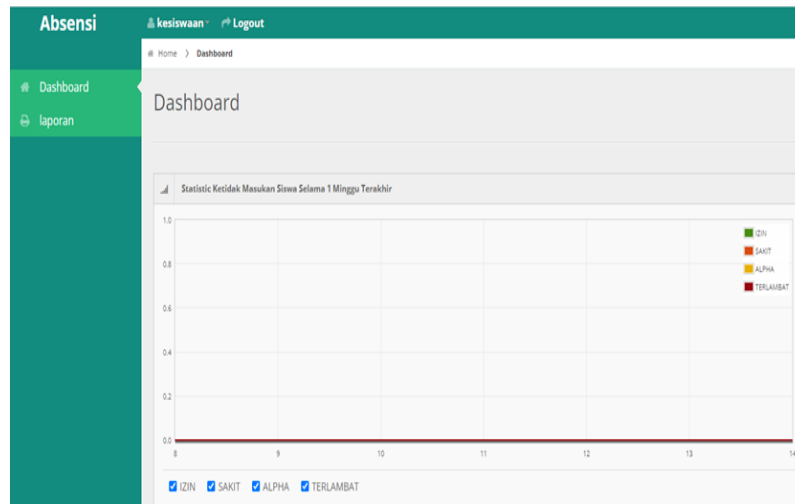 Absensi
kesiswaan Logout
Home > Dashboard
Dashboard
laporan
Dashboard
Statistic Ketidak Masukan Siswa Selama 1 Minggu Terakhir
1.0
0.8
0.6
0.4
0.2
0.0
IZIN
SAKIT
ALPHA
TERLAMBAT
8 9 10 11 12 13 14
IZIN SAKIT ALPHA TERLAMBAT